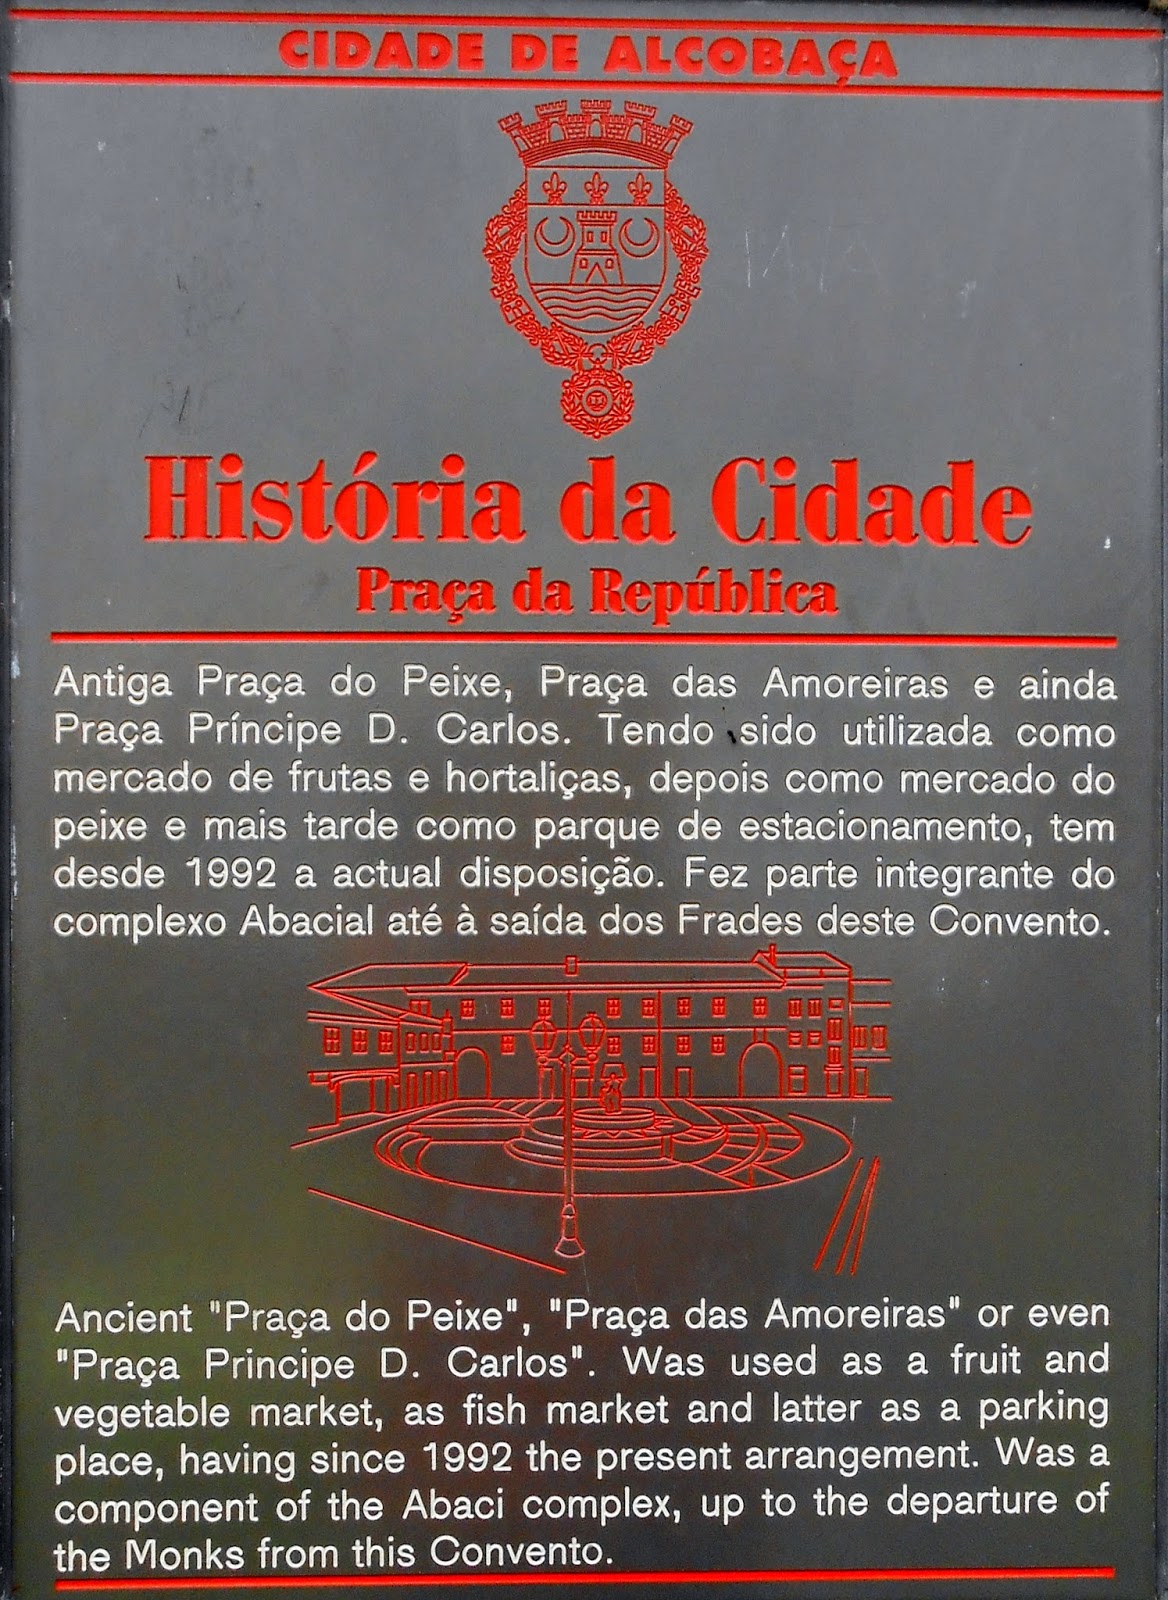 CIDADE DE ALCOBAÇA
História da Cidade
Praça da República
Antiga Praça do Peixe, Praça das Amoreiras e ainda
Praça Príncipe D. Carlos. Tendo sido utilizada como
mercado de frutas e hortaliças, depois como mercado do
peixe e mais tarde como parque de estacionamento, tem
desde 1992 a actual disposição. Fez parte integrante do
complexo Abacial até à saída dos Frades deste Convento.
Ancient "Praça do Peixe", "Praça das Amoreiras" or even
"Praça Principe D. Carlos". Was used as a fruit and
vegetable market, as fish market and latter as a parking
place, having since 1992 the present arrangement. Was a
component of the Abaci complex, up to the departure of
the Monks from this Convento.